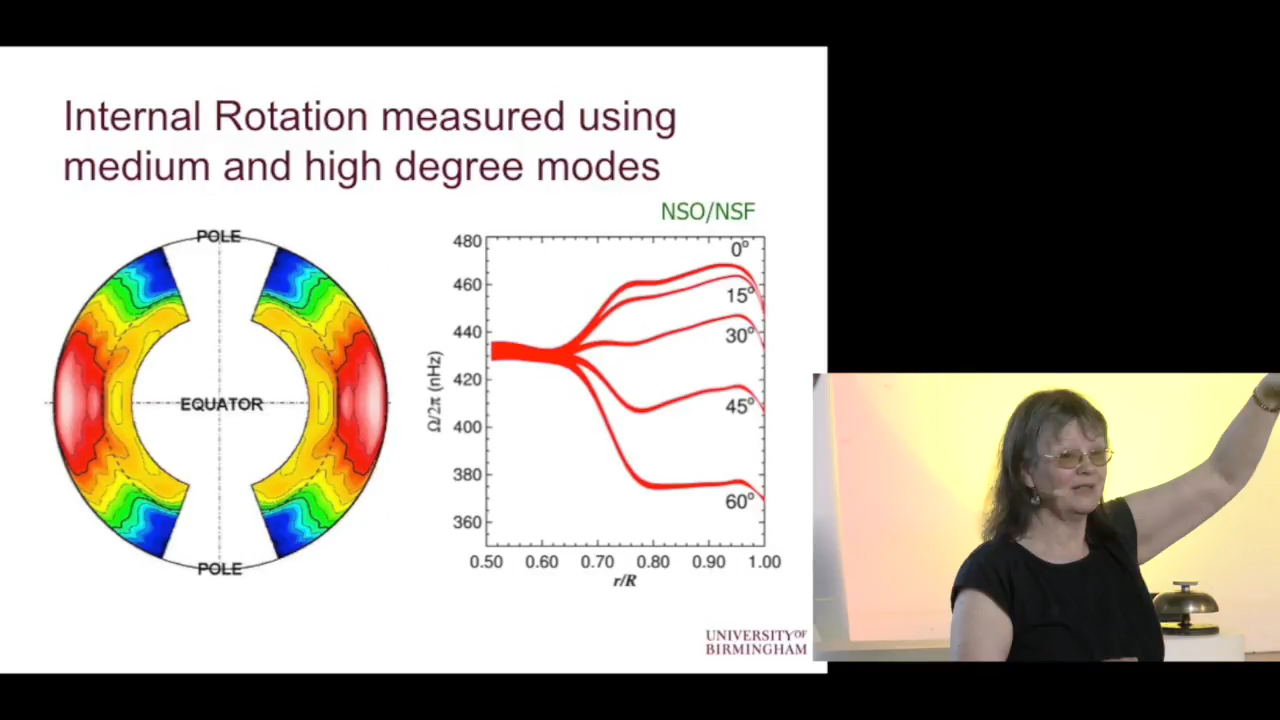 Internal Rotation measured using
medium and high degree modes
NSO/NSF
POLE
EQUATOR
POLE
480
460
440
420
400
380
360
Ω/2π (nHz)
0°
15°
30°
45°
60°
0.50 0.60 0.70 0.80 0.90 1.00
r/R
UNIVERSITY OF
BIRMINGHAM